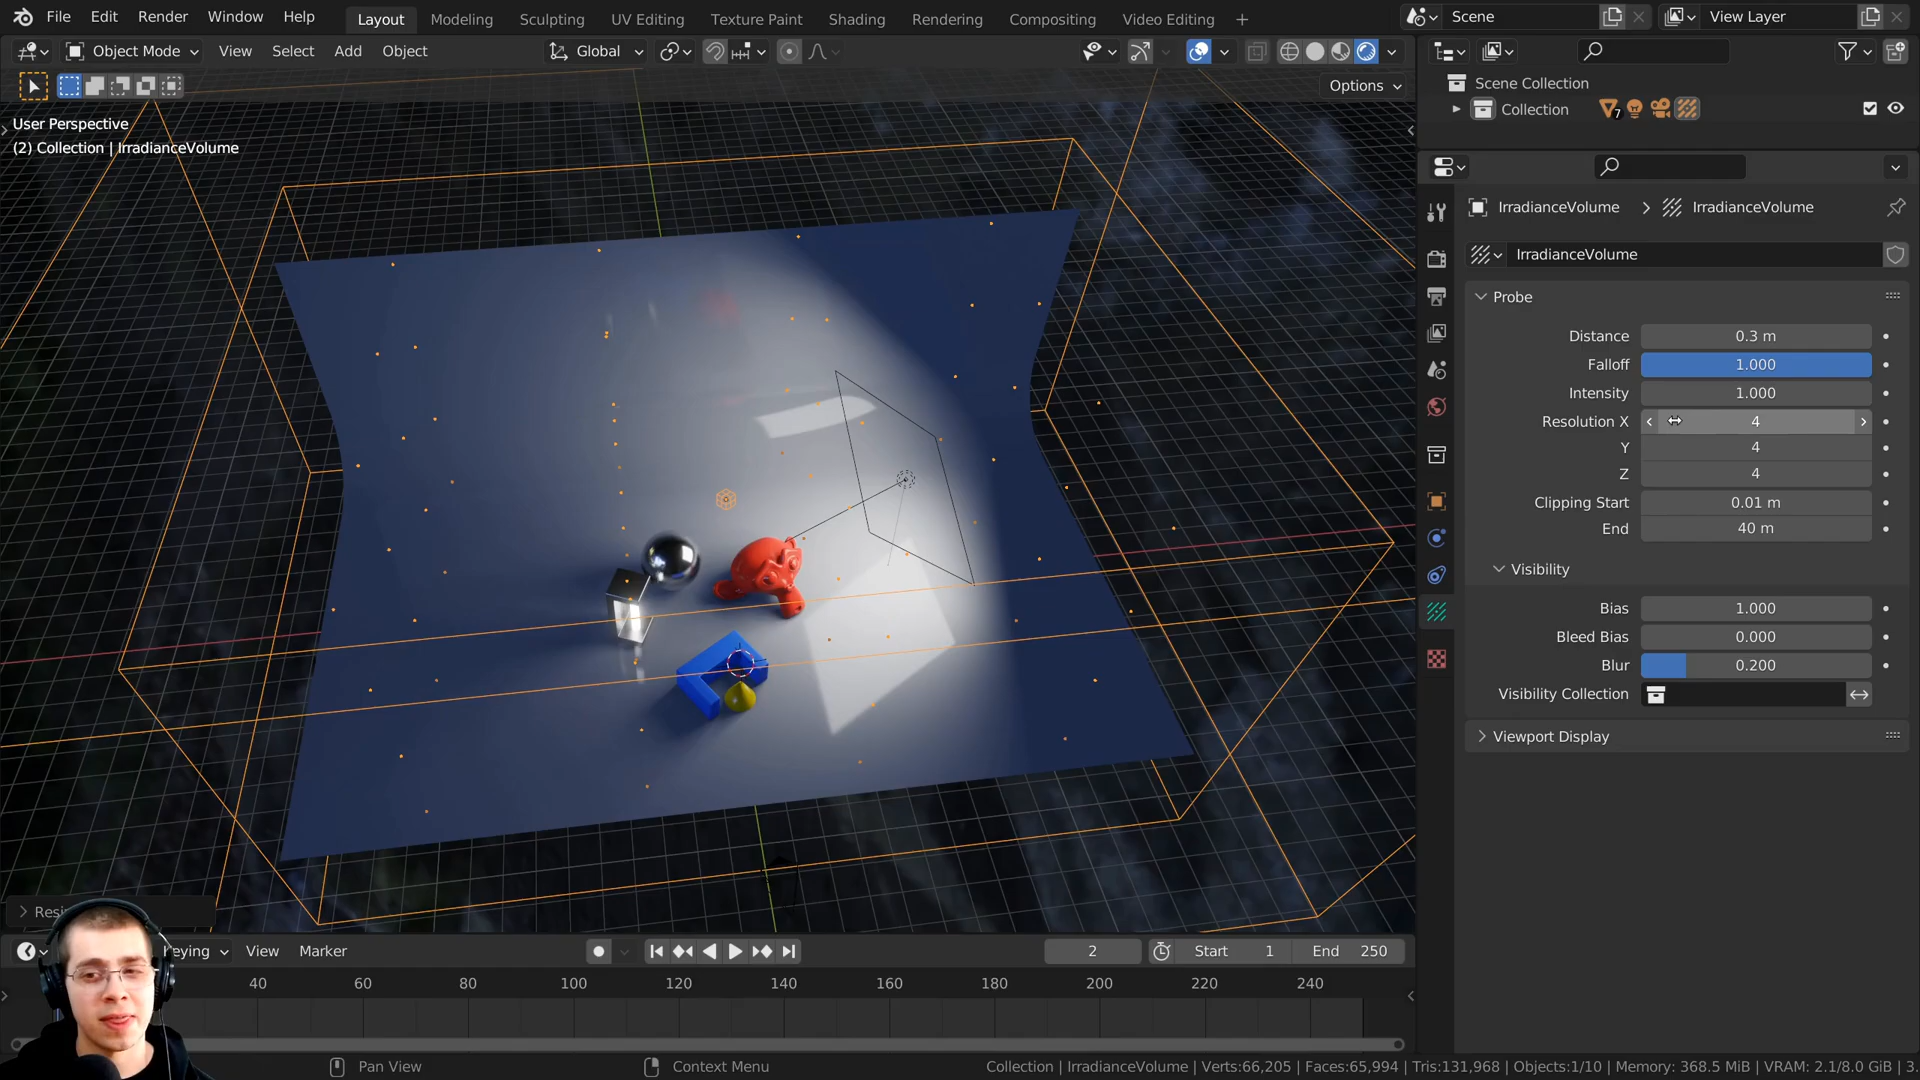 File Edit Render Window Help Layout Modeling Sculpting UV Editing Texture Paint Shading Rendering Compositing Video Editing + Scene View Layer
Object Mode View Select Add Object Global
Options
User Perspective
(2) Collection | IrradianceVolume
Scene Collection
Collection 7
IrradianceVolume > IrradianceVolume
IrradianceVolume
Probe
Distance 0.3 m
Falloff 1.000
Intensity 1.000
Resolution X 4
Y 4
Z 4
Clipping Start 0.01 m
End 40 m
Visibility
Bias 1.000
Bleed Bias 0.000
Blur 0.200
Visibility Collection
Viewport Display
Keying View Marker 2 Start 1 End 250
40 60 80 100 120 140 160 180 200 220 240
Pan View Context Menu Collection | IrradianceVolume | Verts:66,205 | Faces:65,994 | Tris:131,968 | Objects:1/10 | Memory: 368.5 MiB | VRAM: 2.1/8.0 GiB | 3.